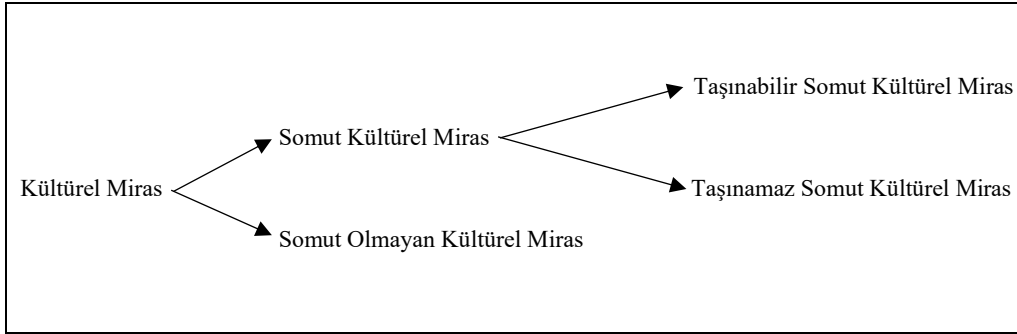 Taşınabilir Somut Kültürel Miras
Somut Kültürel Miras
Kültürel Miras
Taşınamaz Somut Kültürel Miras
Somut Olmayan Kültürel Miras